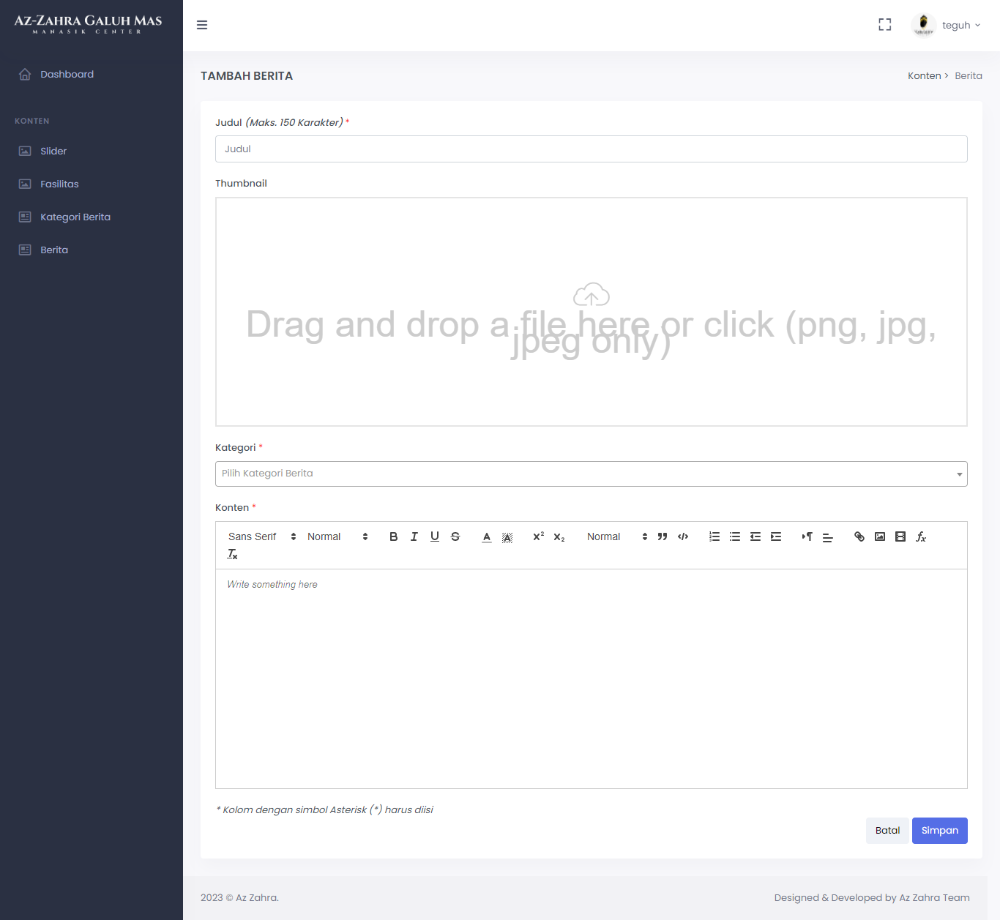 AZ-ZAHRA GALUH MAS
MANASIK CENTER
teguh
Dashboard
KONTEN
Slider
Fasilitas
Kategori Berita
Berita
TAMBAH BERITA
Konten > Berita
Judul (Maks. 150 Karakter) *
Judul
Thumbnail
Drag and drop a file here or click (png, jpg,
jpeg only)
Kategori *
Pilih Kategori Berita
Konten *
Sans Serif Normal B I U S A A x² x₂ Normal ” </> fx
Tx
Write something here
* Kolom dengan simbol Asterisk (*) harus diisi
Batal Simpan
2023 © Az Zahra.
Designed & Developed by Az Zahra Team